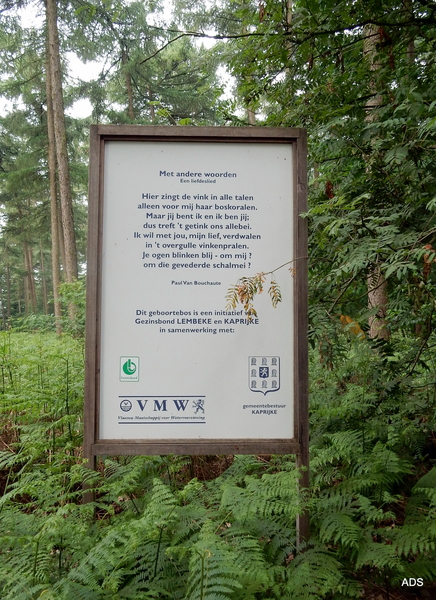 Met andere woorden
Een liefdeslied
Hier zingt de vink in alle talen
alleen voor mij haar boskoralen.
Maar jij bent ik en ik ben jij;
dus treft 't getink ons allebei.
Ik wil met jou, mijn lief, verdwalen
in 't overgulle vinkenpralen.
Je ogen blinken blij - om mij ?
om die gevederde schalmei ?
Paul Van Bouchaute
Dit geboortebos is een initiatief van
Gezinsbond LEMBEKE en KAPRIJKE
in samenwerking met:
VMW
Vlaamse Maatschappij voor Watervoorziening
gemeentebestuur
KAPRIJKE
ADS